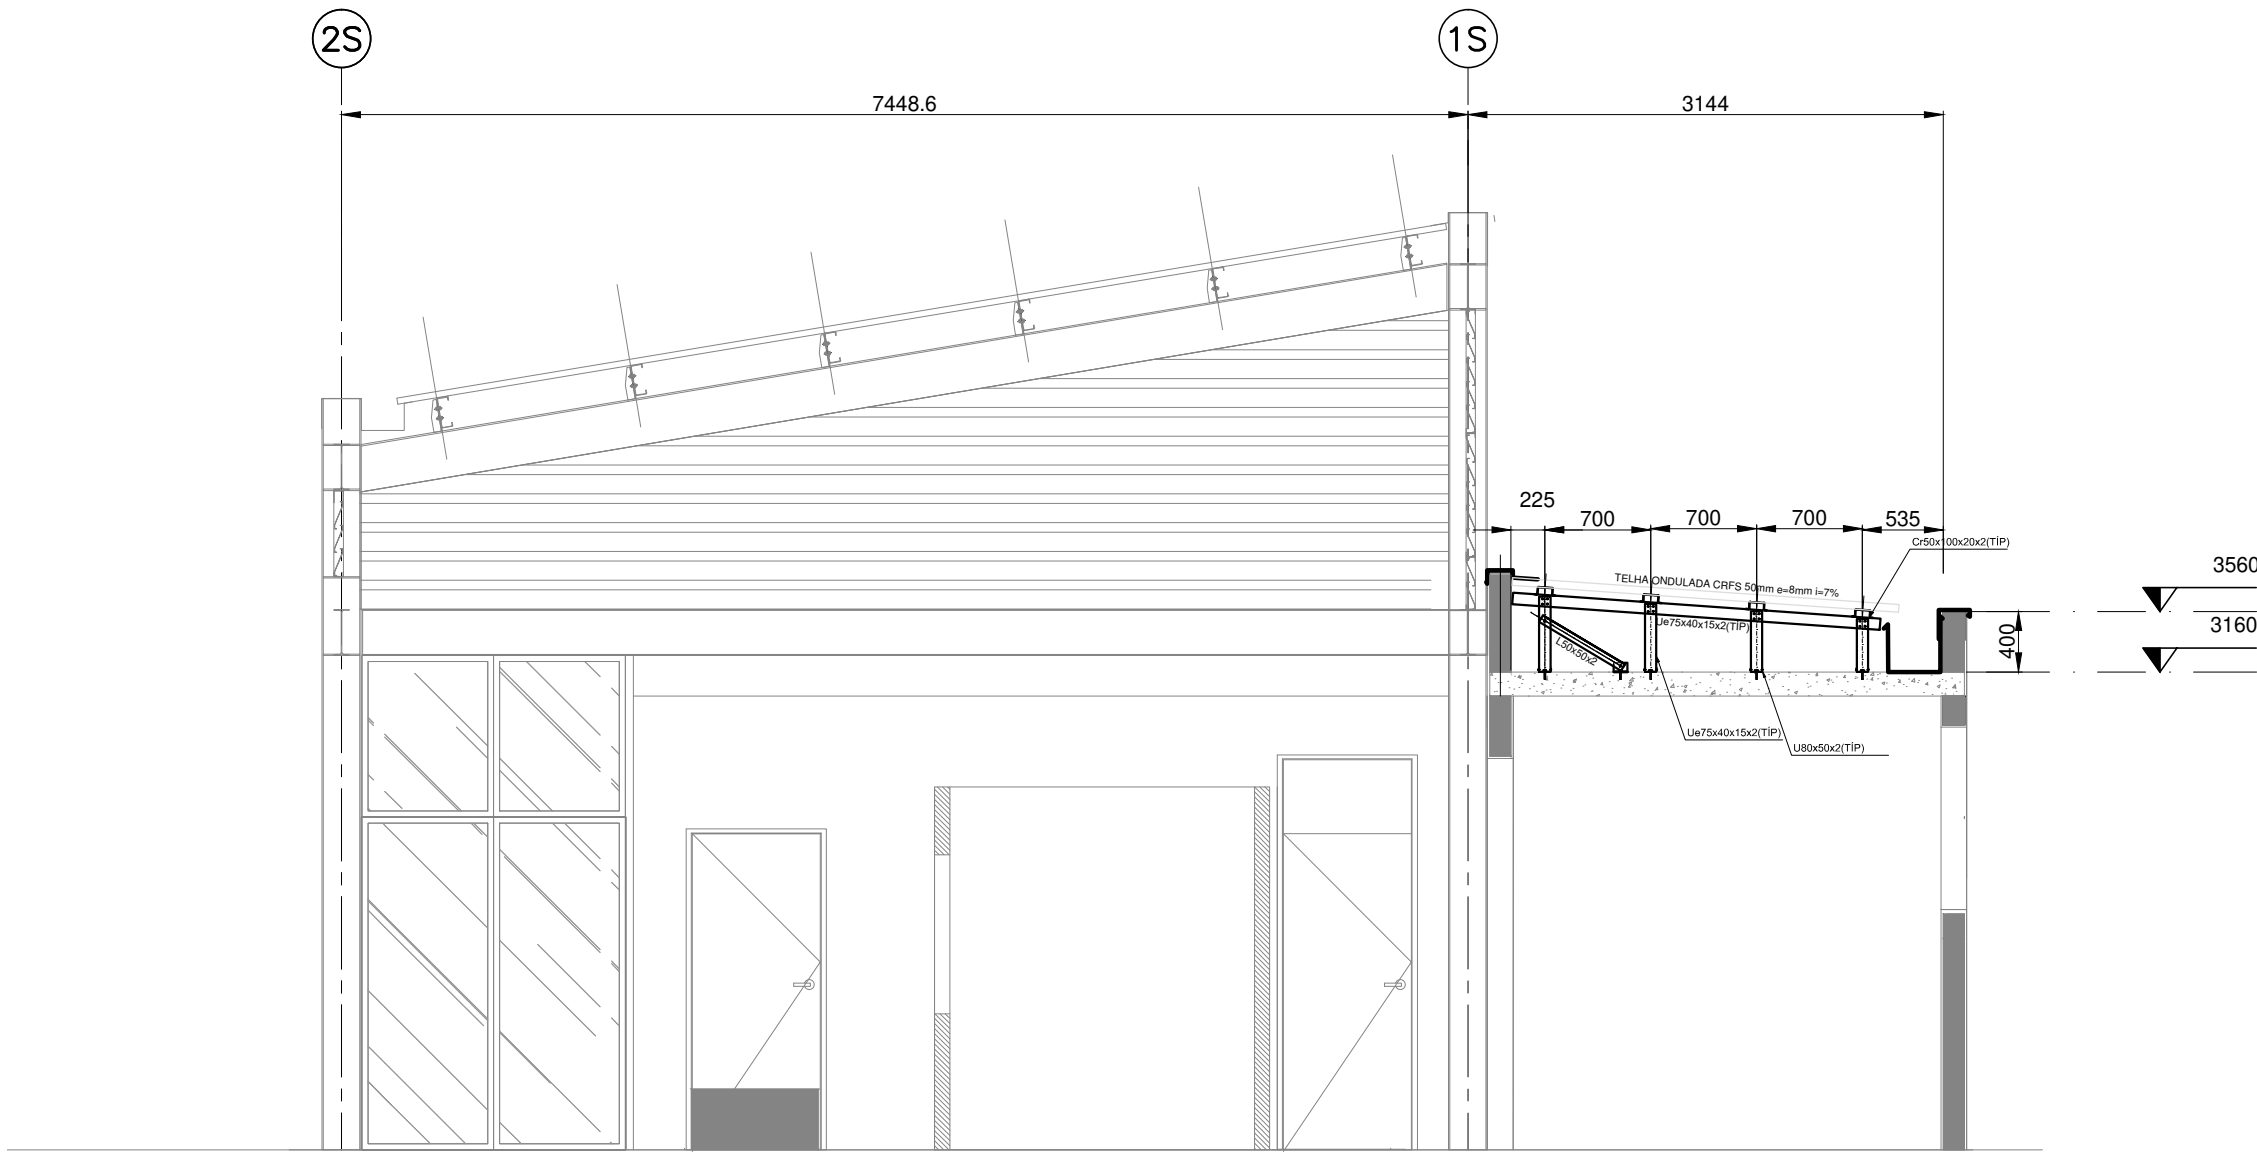 2S
1S
7448.6
3144
225
700
700
700
535
Cr50x100x20x2(TÍP)
3560
TELHA ONDULADA CRFS 50mm e=8mm i=7%
Ue75x40x15x2(TÍP)
L50x50x2
400
3160
Ue75x40x15x2(TÍP)
U80x50x2(TÍP)